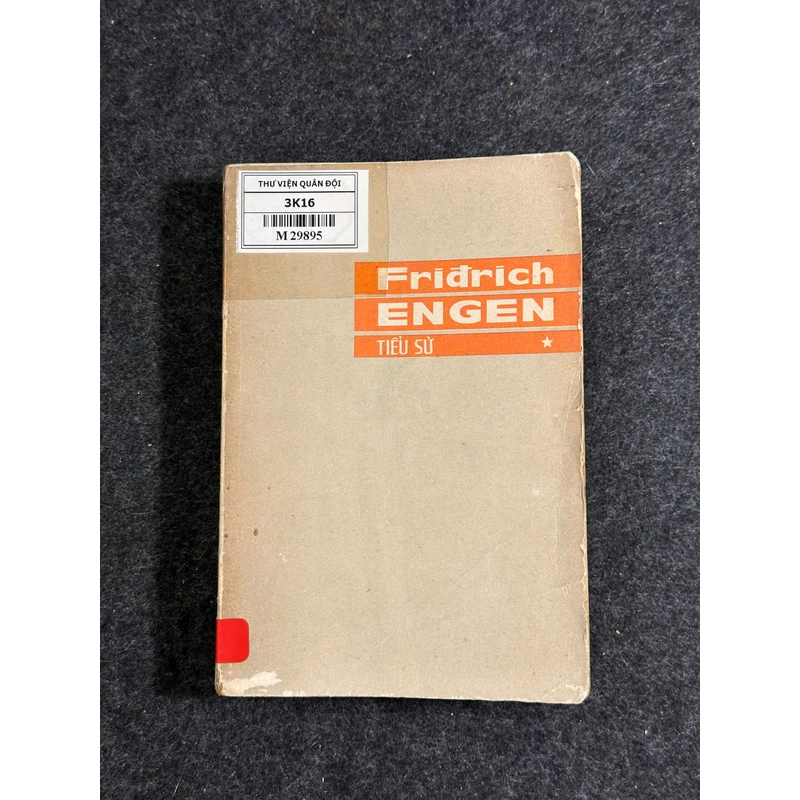 THƯ VIỆN QUÂN ĐỘI
3K16
M 29895
Friđrich
ENGEN
TIỂU SỬ